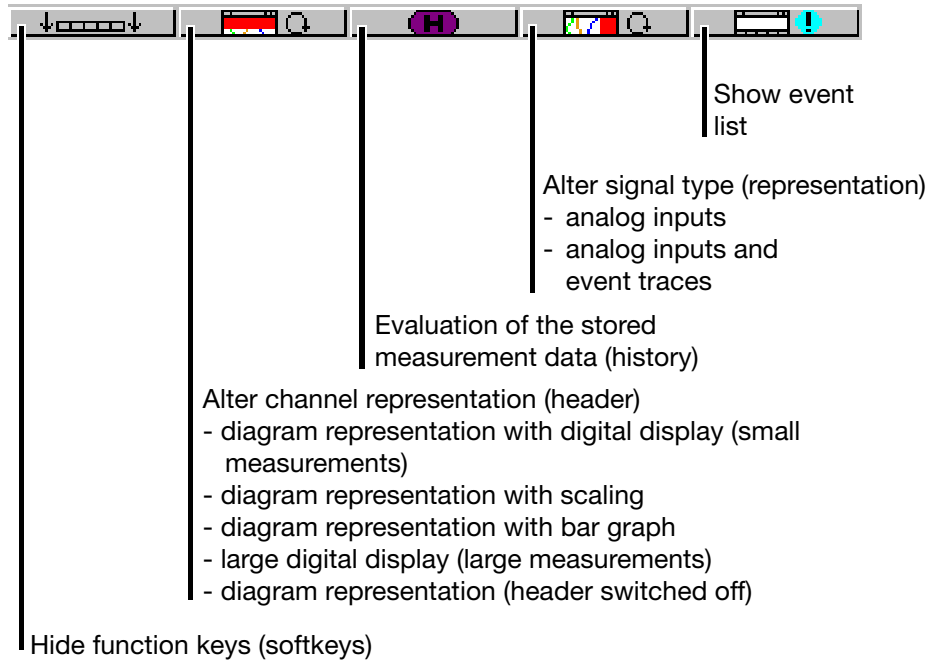 H
!
Show event
list
Alter signal type (representation)
- analog inputs
- analog inputs and
event traces
Evaluation of the stored
measurement data (history)
Alter channel representation (header)
- diagram representation with digital display (small
measurements)
- diagram representation with scaling
- diagram representation with bar graph
- large digital display (large measurements)
- diagram representation (header switched off)
Hide function keys (softkeys)